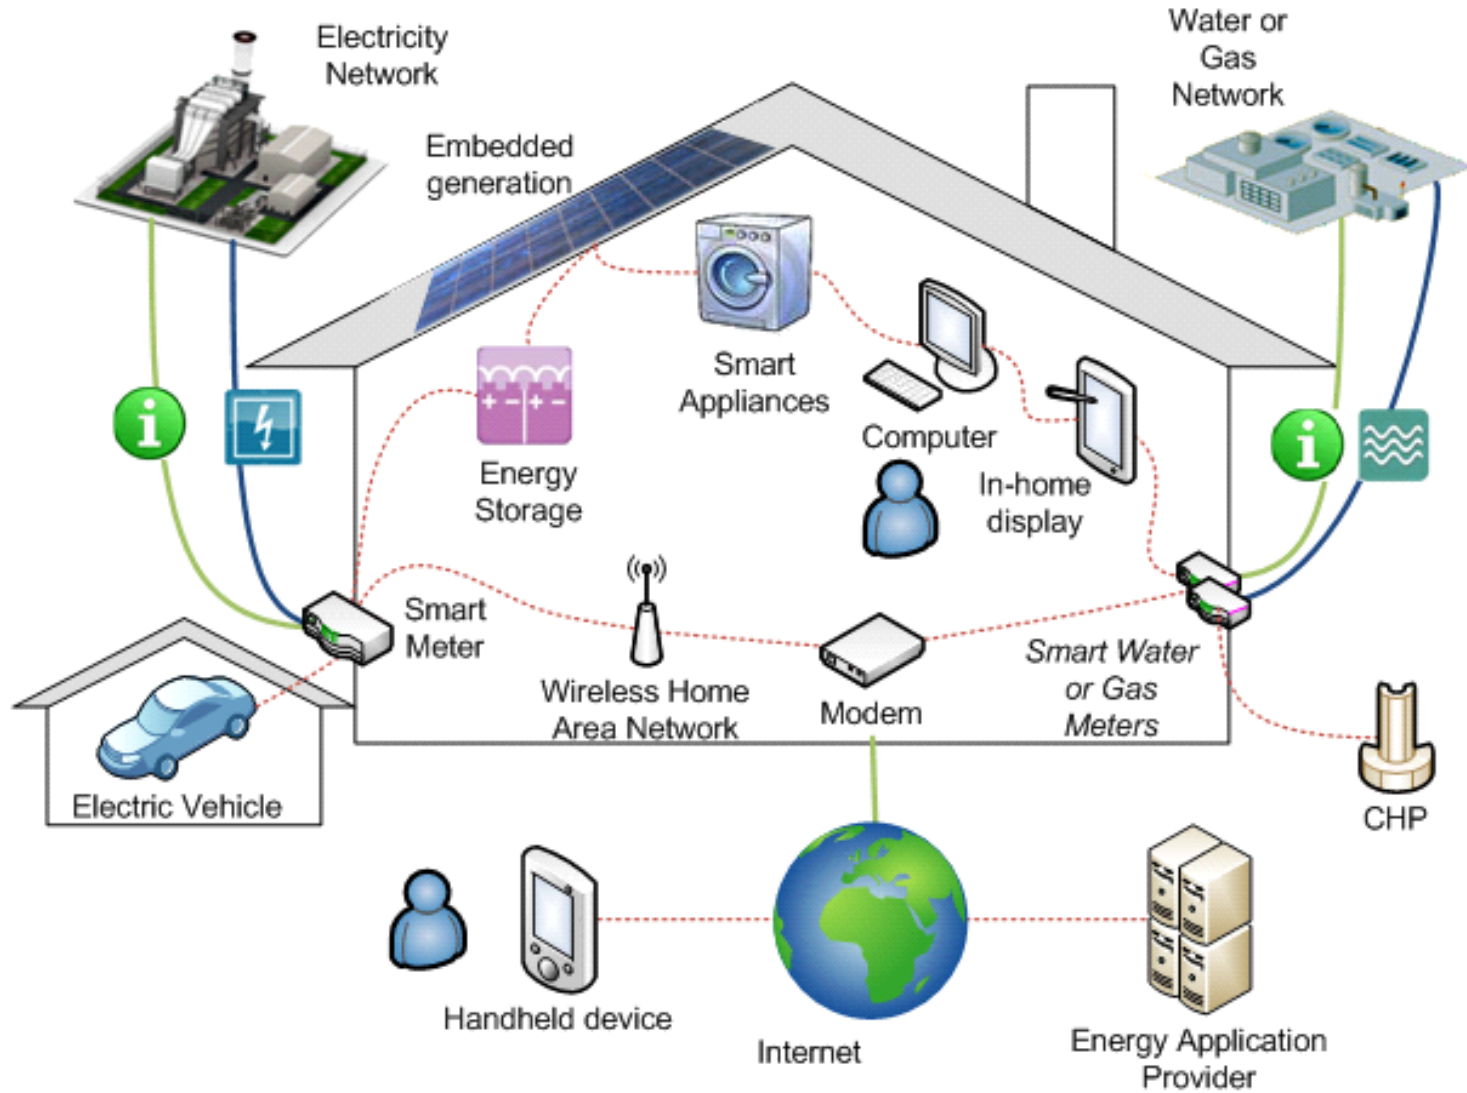 Electricity
Network
Water or
Gas
Network
Embedded
generation
Smart
Appliances
Computer
In-home
display
Energy
Storage
Smart
Meter
Wireless Home
Area Network
Modem
Smart Water
or Gas
Meters
Electric Vehicle
CHP
Handheld device
Internet
Energy Application
Provider